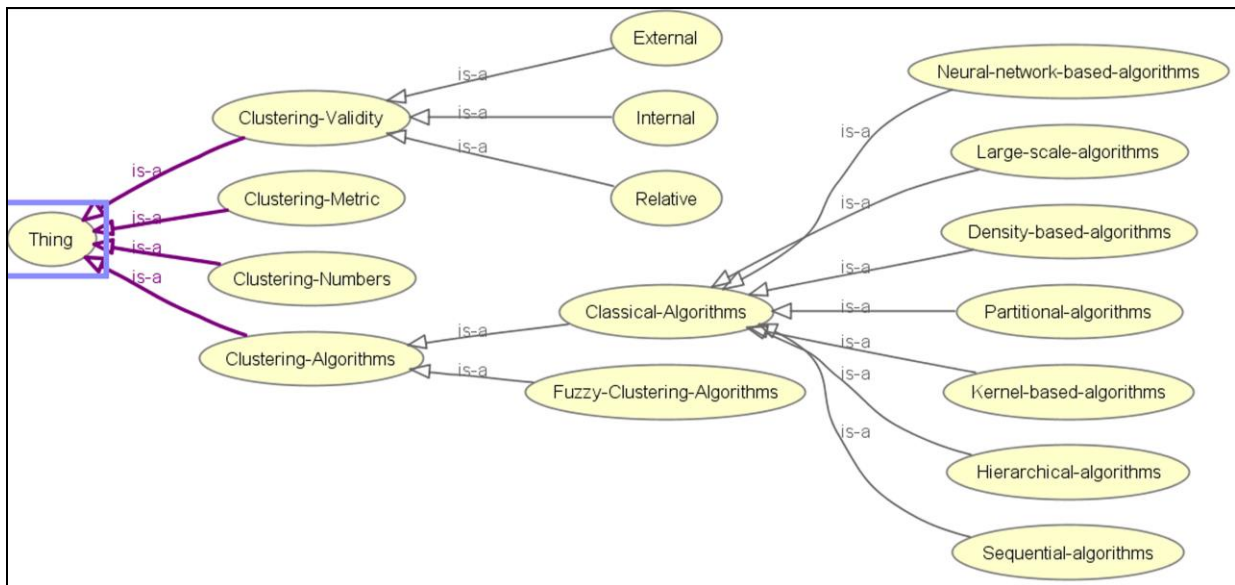 External
Neural-network-based-algorithms
is-a
is-a
Clustering-Validity
is-a
Internal
is-a
Large-scale-algorithms
is-a
is-a
Clustering-Metric
Relative
is-a
is-a
Thing
is-a
is-a
Density-based-algorithms
is-a
Clustering-Numbers
Classical-Algorithms
is-a
Partitional-algorithms
is-a
Clustering-Algorithms
is-a
is-a
Fuzzy-Clustering-Algorithms
is-a
Kernel-based-algorithms
is-a
Hierarchical-algorithms
Sequential-algorithms